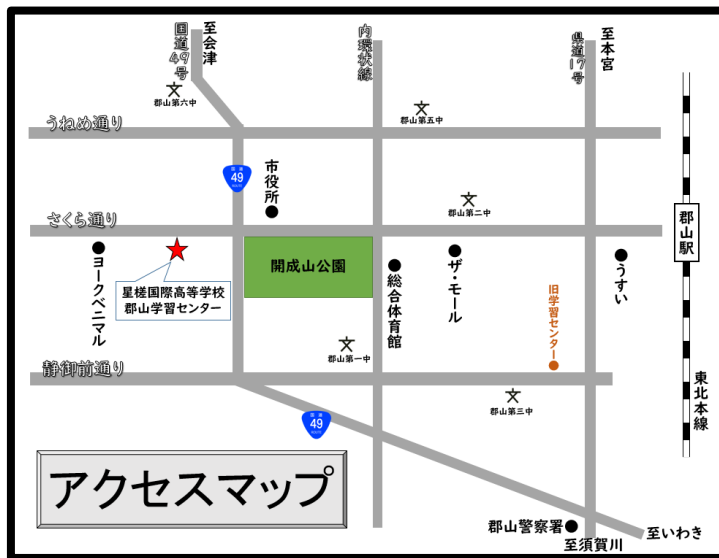 国道49号
至会津
内環状線
県道17号
至本宮
文
郡山第六中
文
郡山第五中
うねめ通り
49
市役所
文
郡山第二中
さくら通り
郡山駅
ヨークベニマル
星槎国際高等学校
郡山学習センター
開成山公園
総合体育館
ザ・モール
うすい
旧学習センター
文
郡山第一中
静御前通り
文
郡山第三中
東北本線
49
アクセスマップ
郡山警察署
至いわき
至須賀川